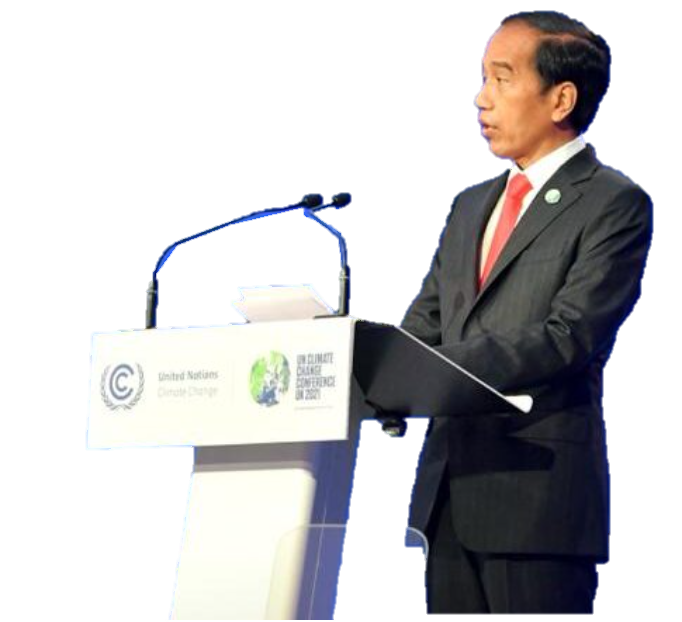 United Nations
Climate Change
UN CLIMATE
CHANGE
CONFERENCE
UK 2021